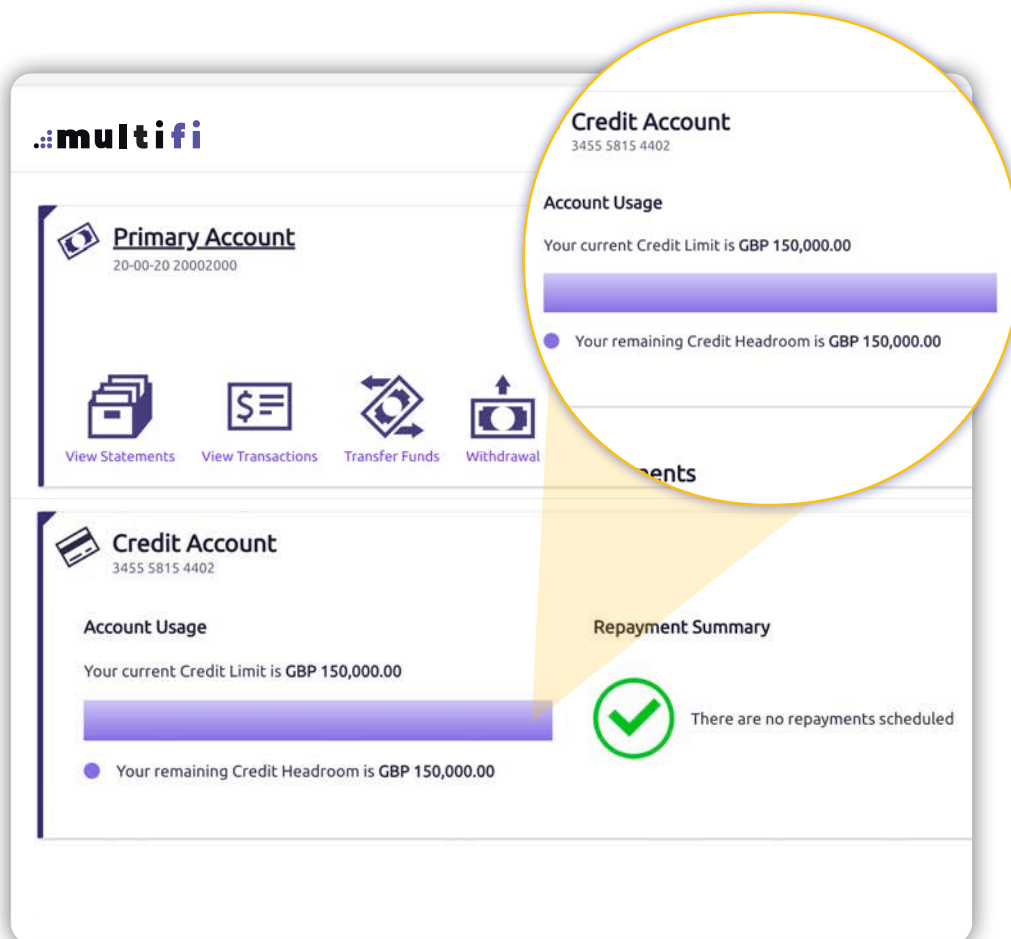 multifi
Primary Account
20-00-20 20002000
View Statements View Transactions Transfer Funds Withdrawal
Credit Account
3455 5815 4402
Account Usage
Your current Credit Limit is GBP 150,000.00
Your remaining Credit Headroom is GBP 150,000.00
ments
Credit Account
3455 5815 4402
Account Usage
Your current Credit Limit is GBP 150,000.00
Your remaining Credit Headroom is GBP 150,000.00
Repayment Summary
There are no repayments scheduled